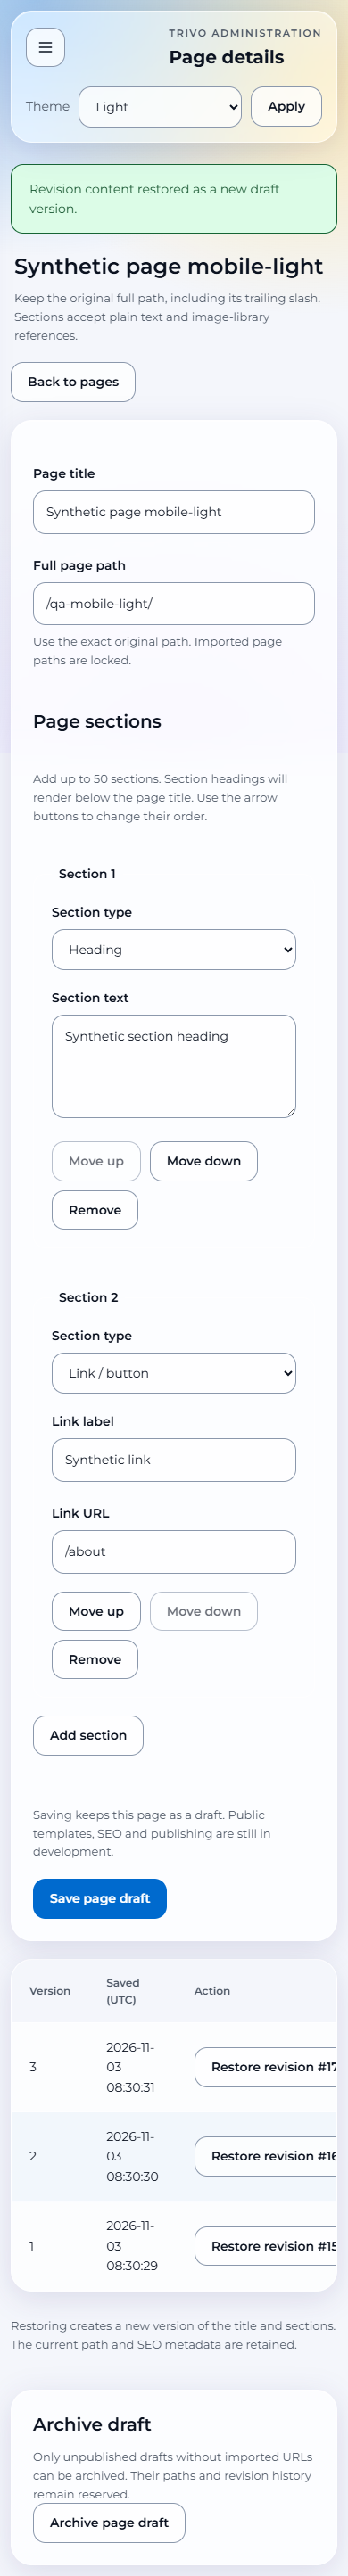 TRIVO ADMINISTRATION
Page details
Theme
Light
Apply
Revision content restored as a new draft
version.
Synthetic page mobile-light
Keep the original full path, including its trailing slash.
Sections accept plain text and image-library
references.
Back to pages
Page title
Synthetic page mobile-light
Full page path
/qa-mobile-light/
Use the exact original path. Imported page
paths are locked.
Page sections
Add up to 50 sections. Section headings will
render below the page title. Use the arrow
buttons to change their order.
Section 1
Section type
Heading
Section text
Synthetic section heading
Move up
Move down
Remove
Section 2
Section type
Link / button
Link label
Synthetic link
Link URL
/about
Move up
Move down
Remove
Add section
Saving keeps this page as a draft. Public
templates, SEO and publishing are still in
development.
Save page draft
Version
Saved
(UTC)
Action
3
2026-11-
03
08:30:31
Restore revision #17
2
2026-11-
03
08:30:30
Restore revision #16
1
2026-11-
03
08:30:29
Restore revision #15
Restoring creates a new version of the title and sections.
The current path and SEO metadata are retained.
Archive draft
Only unpublished drafts without imported URLs
can be archived. Their paths and revision history
remain reserved.
Archive page draft